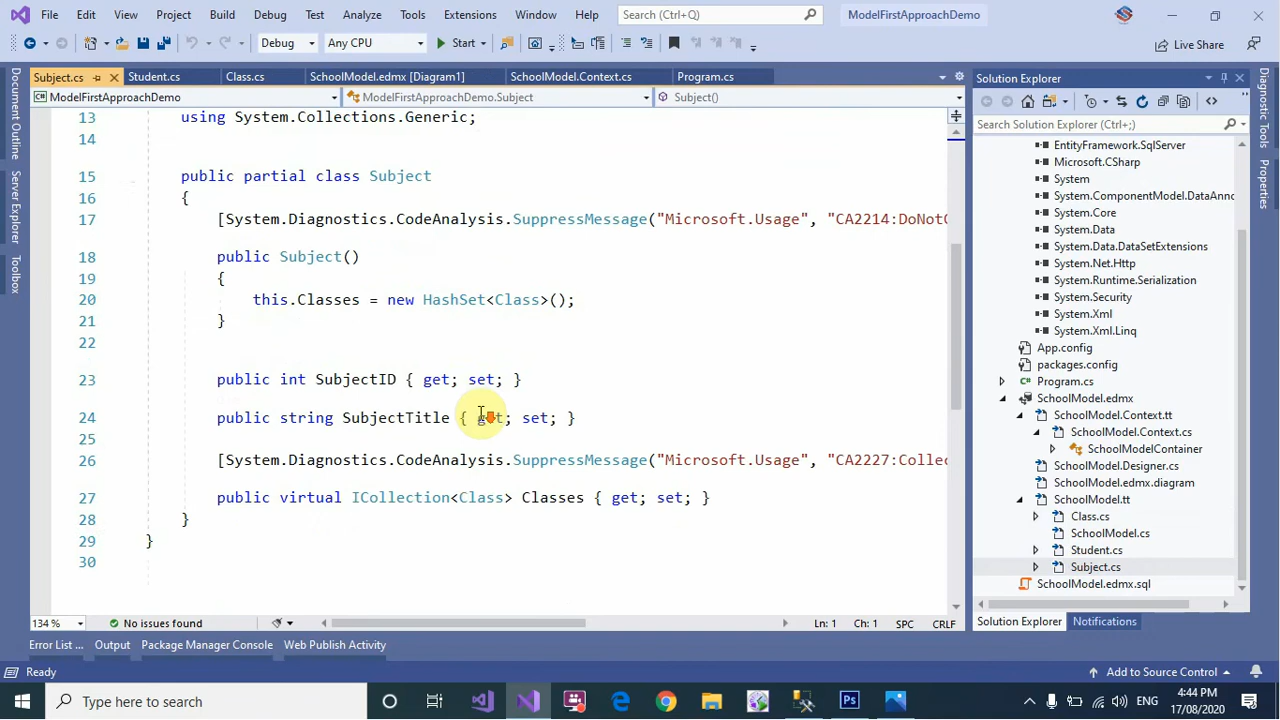 File Edit View Project Build Debug Test Analyze Tools Extensions Window Help Search (Ctrl+Q) ModelFirstApproachDemo
Debug Any CPU Start Live Share
Subject.cs Student.cs Class.cs SchoolModel.edmx [Diagram1] SchoolModel.Context.cs Program.cs
ModelFirstApproachDemo ModelFirstApproachDemo.Subject Subject()
Document Outline
Server Explorer
Toolbox
13 using System.Collections.Generic;
14
15 public partial class Subject
16 {
17 [System.Diagnostics.CodeAnalysis.SuppressMessage("Microsoft.Usage", "CA2214:DoNotC
18 public Subject()
19 {
20 this.Classes = new HashSet<Class>();
21 }
22
23 public int SubjectID { get; set; }
24 public string SubjectTitle { get; set; }
25
26 [System.Diagnostics.CodeAnalysis.SuppressMessage("Microsoft.Usage", "CA2227:Collec
27 public virtual ICollection<Class> Classes { get; set; }
28 }
29 }
30
134 % No issues found Ln: 1 Ch: 1 SPC CRLF
Solution Explorer
Search Solution Explorer (Ctrl+;)
EntityFramework.SqlServer
Microsoft.CSharp
System
System.ComponentModel.DataAnno
System.Core
System.Data
System.Data.DataSetExtensions
System.Net.Http
System.Runtime.Serialization
System.Security
System.Xml
System.Xml.Linq
App.config
packages.config
Program.cs
SchoolModel.edmx
SchoolModel.Context.tt
SchoolModel.Context.cs
SchoolModelContainer
SchoolModel.Designer.cs
SchoolModel.edmx.diagram
SchoolModel.tt
Class.cs
SchoolModel.cs
Student.cs
Subject.cs
SchoolModel.edmx.sql
Solution Explorer Notifications
Diagnostic Tools
Properties
Error List ... Output Package Manager Console Web Publish Activity
Ready Add to Source Control
Type here to search ENG 4:44 PM
17/08/2020